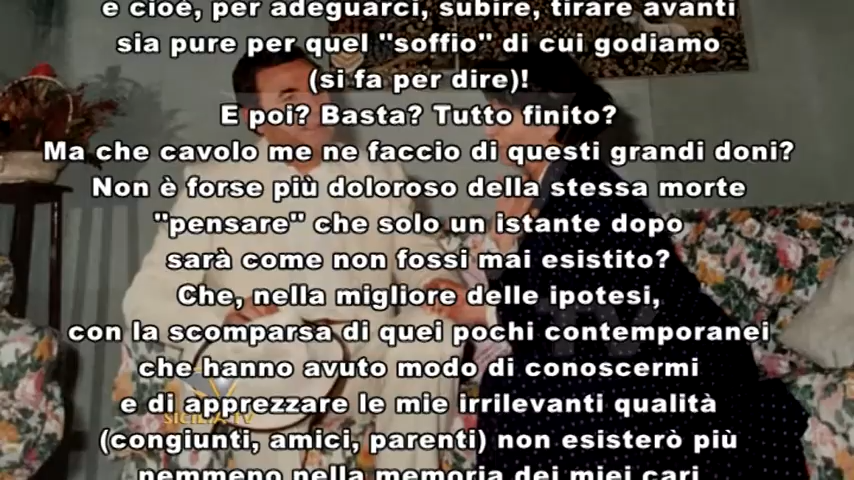 e cioè, per adeguarci, subire, tirare avanti
sia pure per quel "soffio" di cui godiamo
(si fa per dire)!
E poi? Basta? Tutto finito?
Ma che cavolo me ne faccio di questi grandi doni?
Non è forse più doloroso della stessa morte
"pensare" che solo un istante dopo
sarà come non fossi mai esistito?
Che, nella migliore delle ipotesi,
con la scomparsa di quei pochi contemporanei
che hanno avuto modo di conoscermi
e di apprezzare le mie irrilevanti qualità
SICILIA TV
(congiunti, amici, parenti) non esisterò più
nemmeno nella memoria dei miei cari